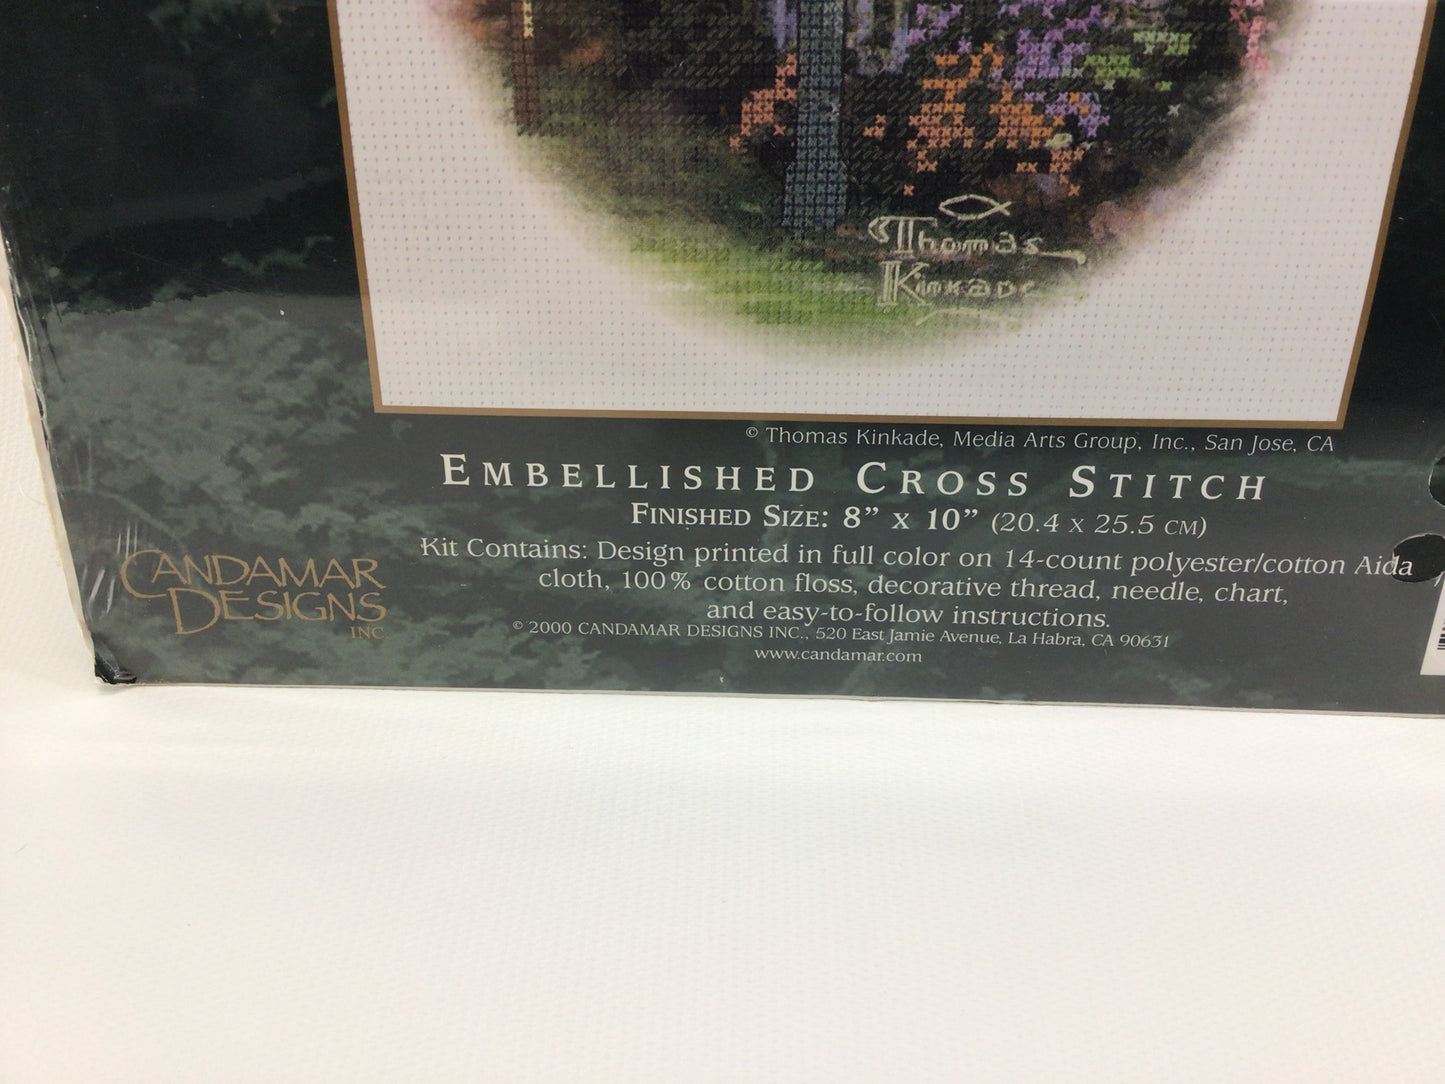 Thomas
Kinkade
© Thomas Kinkade, Media Arts Group, Inc., San Jose, CA
EMBELLISHED CROSS STITCH
FINISHED SIZE: 8” X 10” (20.4 X 25.5 CM)
Kit Contains: Design printed in full color on 14-count polyester/cotton Aida
cloth, 100% cotton floss, decorative thread, needle, chart,
and easy-to-follow instructions.
© 2000 CANDAMAR DESIGNS INC., 520 East Jamie Avenue, La Habra, CA 90631
www.candamar.com
CANDAMAR
DESIGNS
INC